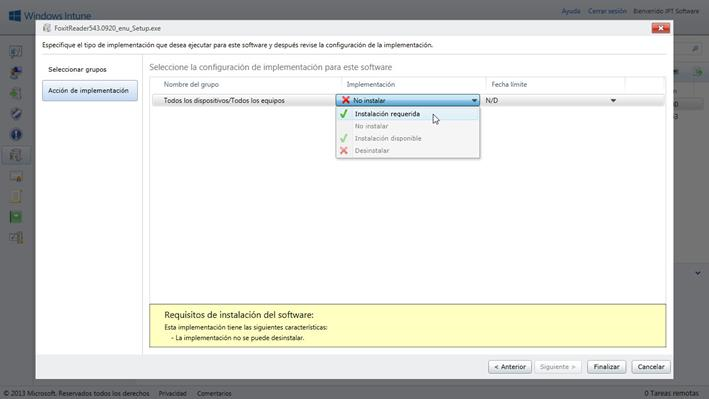 Windows Intune
Ayuda
Cerrar sesión
Bienvenido JPT Software
FoxitReader543.0920_enu_Setup.exe
Especifique el tipo de implementación que desea ejecutar para este software y después revise la configuración de la implementación.
Seleccionar grupos
Acción de implementación
Seleccione la configuración de implementación para este software
Nombre del grupo
Implementación
Fecha límite
Todos los dispositivos/Todos los equipos
No instalar
N/D
Instalación requerida
No instalar
Instalación disponible
Desinstalar
Requisitos de instalación del software:
Esta implementación tiene las siguientes características:
- La implementación no se puede desinstalar.
< Anterior
Siguiente >
Finalizar
Cancelar
© 2013 Microsoft. Reservados todos los derechos
Privacidad
Comentarios
0 Tareas remotas